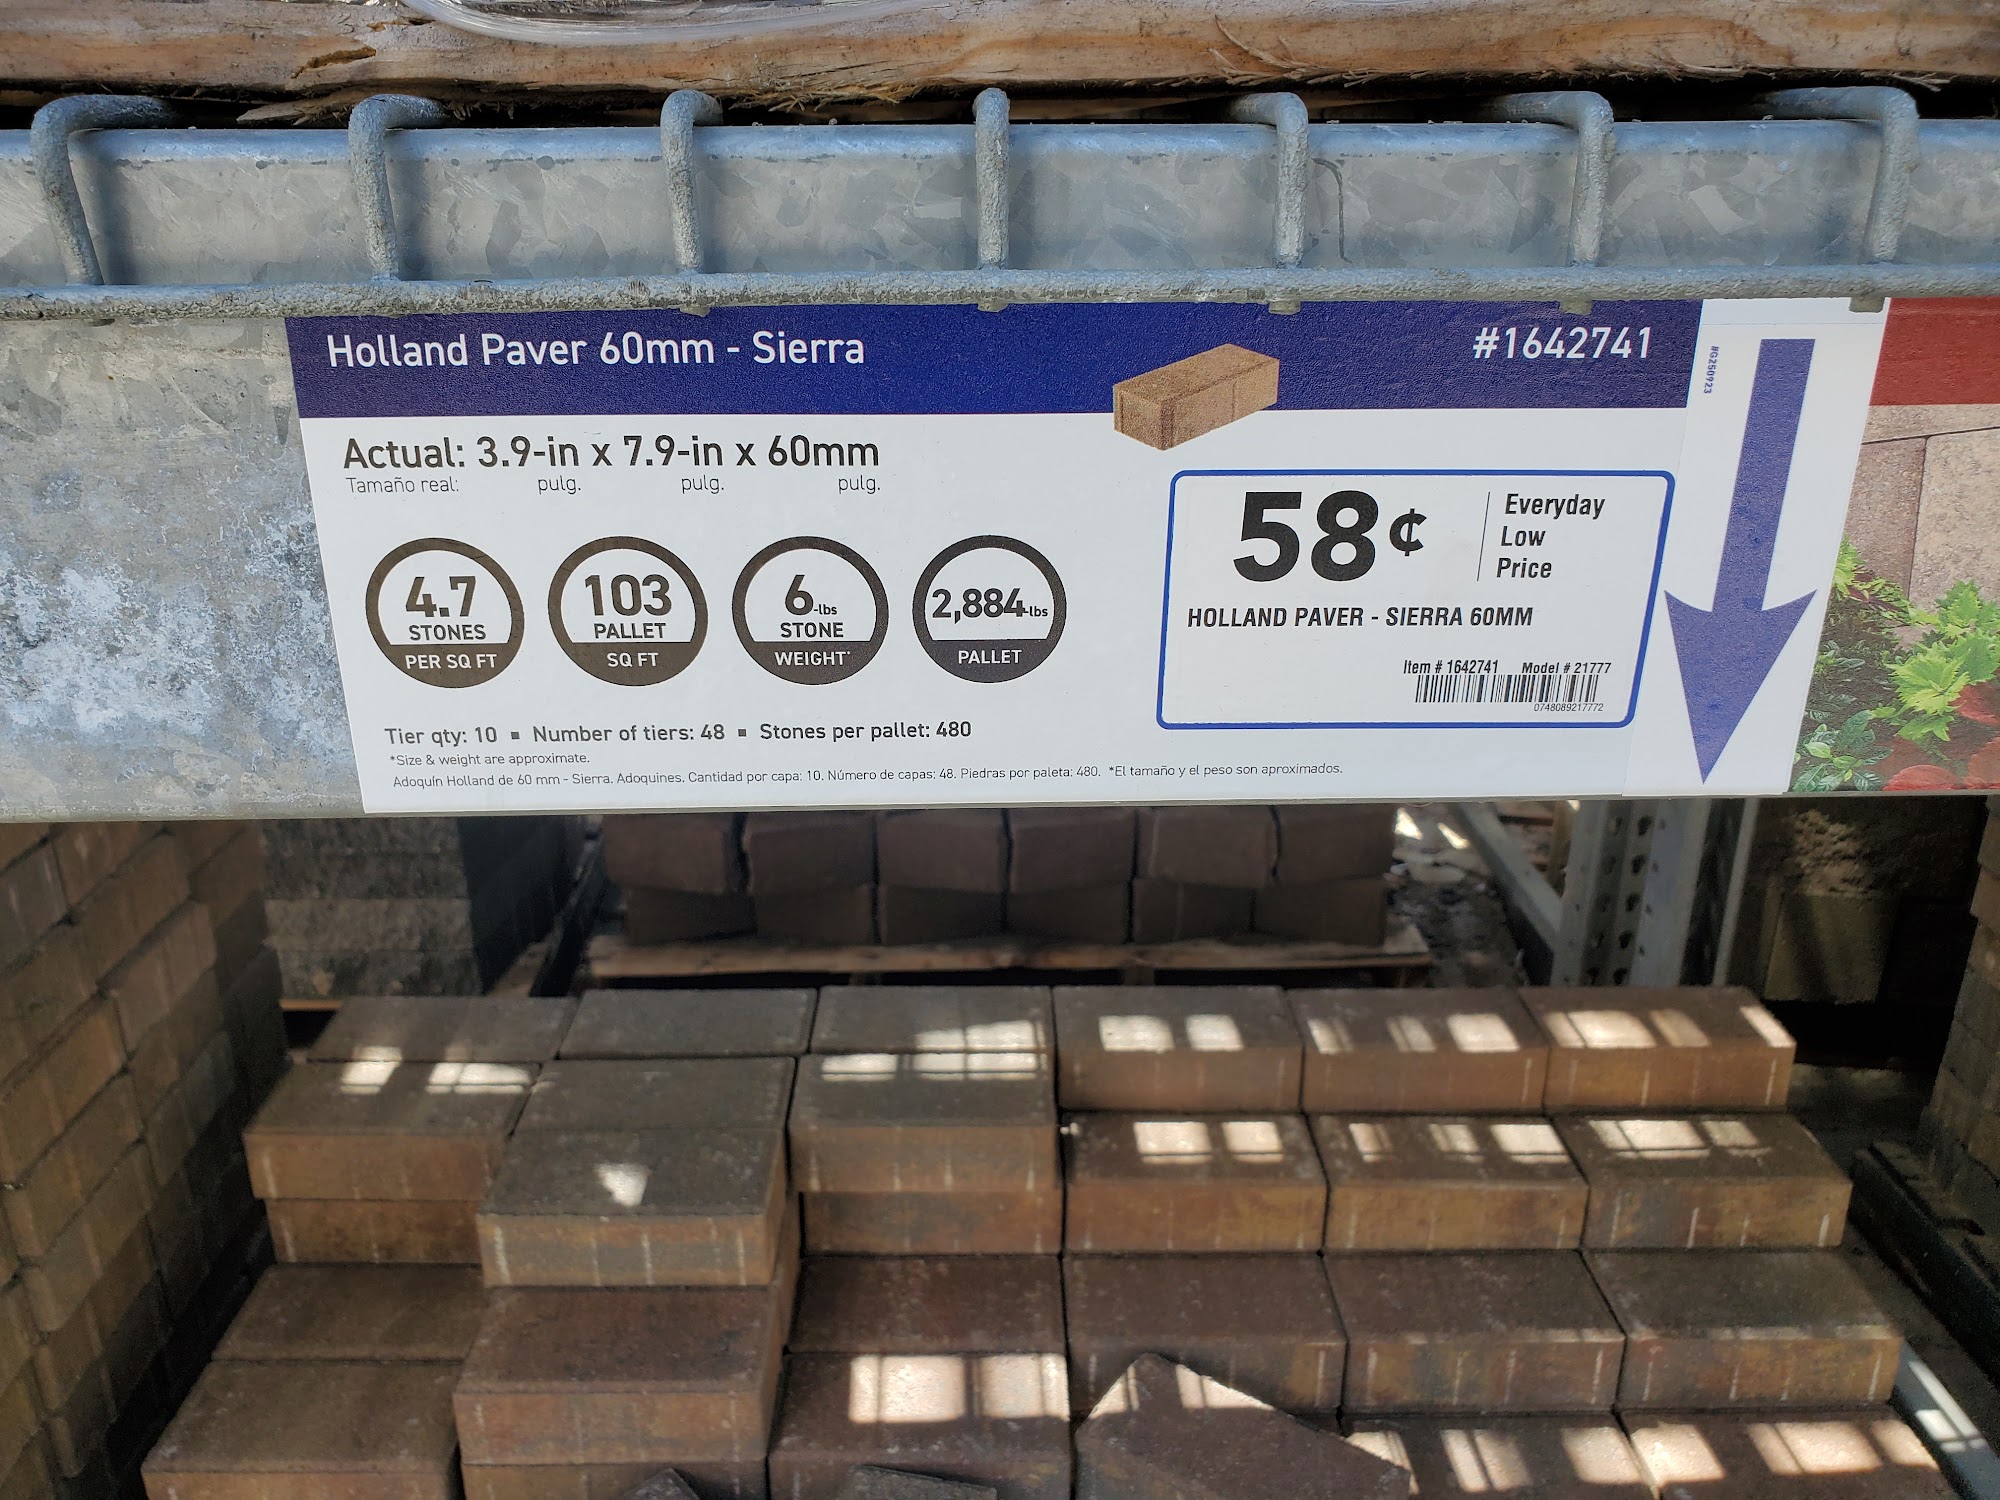 Holland Paver 60mm - Sierra
#1642741
#G250923
Actual: 3.9-in x 7.9-in x 60mm
Tamaño real: pulg. pulg. pulg.
4.7
STONES
PER SQ FT
103
PALLET
SQ FT
6-lbs
STONE
WEIGHT*
2,884-lbs
PALLET
58¢
Everyday
Low
Price
HOLLAND PAVER - SIERRA 60MM
Item # 1642741 Model # 21777
0748089217772
Tier qty: 10 ▪ Number of tiers: 48 ▪ Stones per pallet: 480
*Size & weight are approximate.
Adoquín Holland de 60 mm - Sierra. Adoquines. Cantidad por capa: 10. Número de capas: 48. Piedras por paleta: 480. *El tamaño y el peso son aproximados.